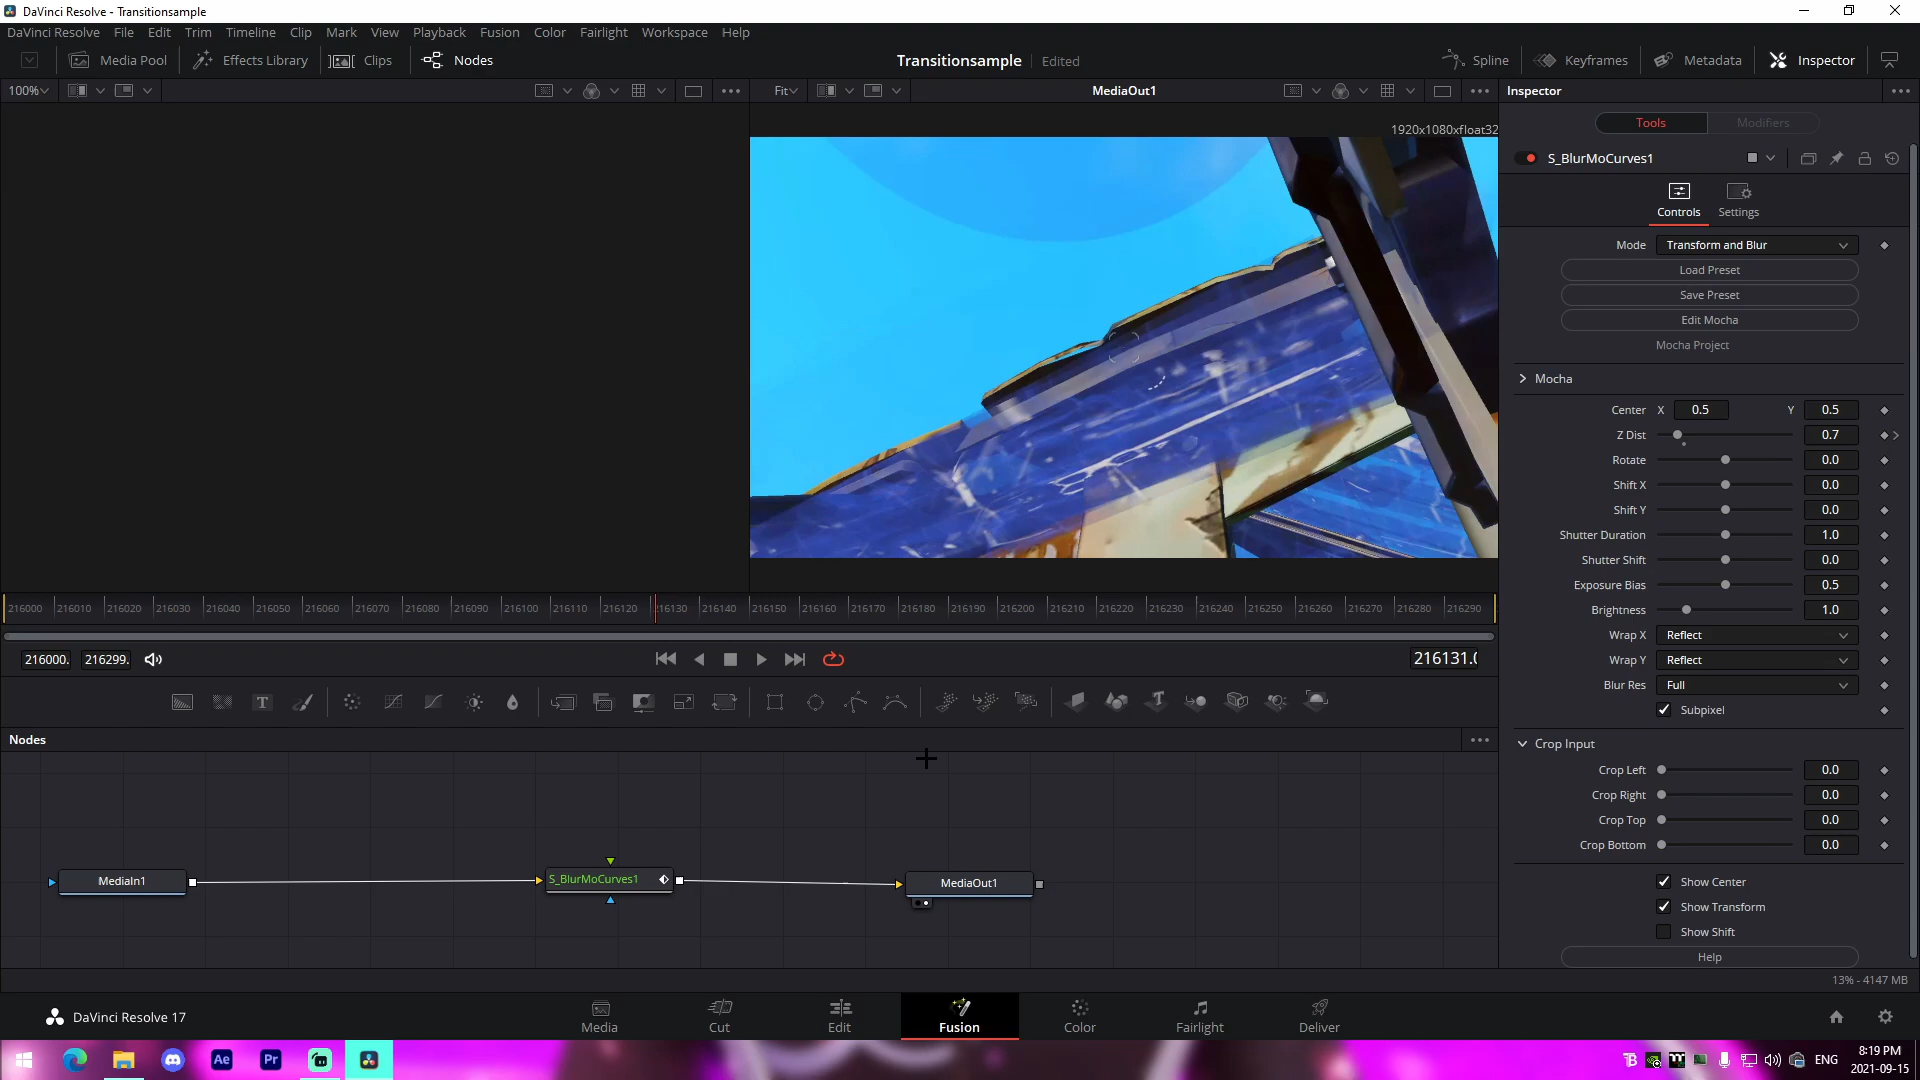 DaVinci Resolve - Transitionsample
DaVinci Resolve File Edit Trim Timeline Clip Mark View Playback Fusion Color Fairlight Workspace Help
Media Pool Effects Library Clips Nodes Transitionsample Edited Spline Keyframes Metadata Inspector
100% Fit MediaOut1 Inspector
1920x1080xfloat32
Tools Modifiers
S_BlurMoCurves1
Controls Settings
Mode Transform and Blur
Load Preset
Save Preset
Edit Mocha
Mocha Project
Mocha
Center X 0.5 Y 0.5
Z Dist 0.7
Rotate 0.0
Shift X 0.0
Shift Y 0.0
Shutter Duration 1.0
Shutter Shift 0.0
Exposure Bias 0.5
Brightness 1.0
Wrap X Reflect
Wrap Y Reflect
Blur Res Full
Subpixel
Crop Input
Crop Left 0.0
Crop Right 0.0
Crop Top 0.0
Crop Bottom 0.0
Show Center
Show Transform
Show Shift
Help
216000 216010 216020 216030 216040 216050 216060 216070 216080 216090 216100 216110 216120 216130 216140 216150 216160 216170 216180 216190 216200 216210 216220 216230 216240 216250 216260 216270 216280 216290
216000. 216299. 216131.0
Nodes
MediaIn1 S_BlurMoCurves1 MediaOut1
13% - 4147 MB
DaVinci Resolve 17 Media Cut Edit Fusion Color Fairlight Deliver
Ae Pr ENG 8:19 PM
2021-09-15